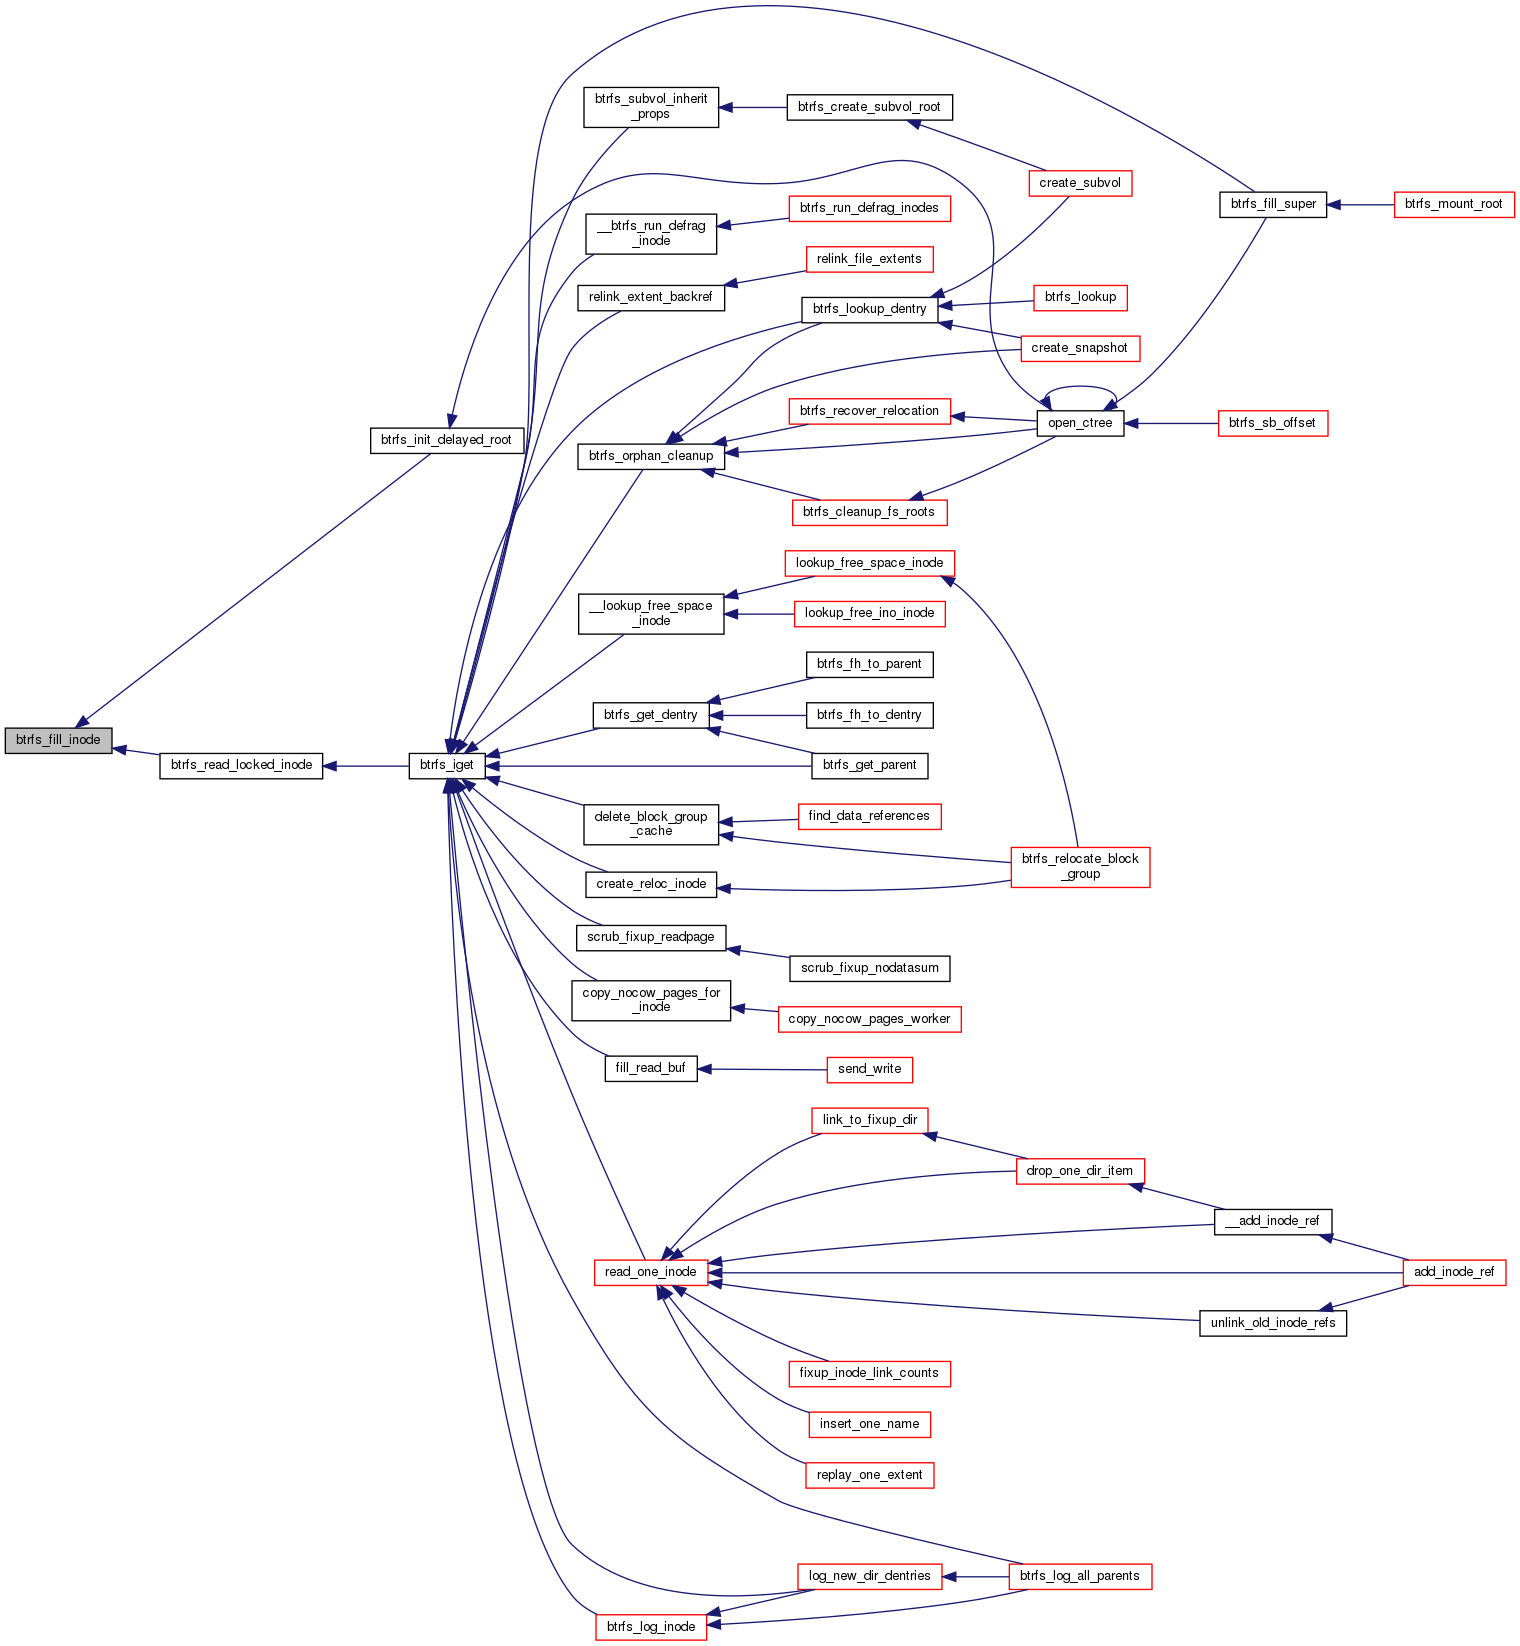 btrfs_subvol_inherit
_props
btrfs_create_subvol_root
create_subvol
btrfs_fill_super
btrfs_mount_root
btrfs_run_defrag_inodes
__btrfs_run_defrag
_inode
relink_file_extents
relink_extent_backref
btrfs_lookup_dentry
btrfs_lookup
create_snapshot
btrfs_recover_relocation
open_ctree
btrfs_sb_offset
btrfs_init_delayed_root
btrfs_orphan_cleanup
btrfs_cleanup_fs_roots
lookup_free_space_inode
__lookup_free_space
_inode
lookup_free_ino_inode
btrfs_fh_to_parent
btrfs_get_dentry
btrfs_fh_to_dentry
btrfs_fill_inode
btrfs_read_locked_inode
btrfs_iget
btrfs_get_parent
delete_block_group
_cache
find_data_references
btrfs_relocate_block
_group
create_reloc_inode
scrub_fixup_readpage
scrub_fixup_nodatasum
copy_nocow_pages_for
_inode
copy_nocow_pages_worker
fill_read_buf
send_write
link_to_fixup_dir
drop_one_dir_item
__add_inode_ref
read_one_inode
add_inode_ref
unlink_old_inode_refs
fixup_inode_link_counts
insert_one_name
replay_one_extent
log_new_dir_dentries
btrfs_log_all_parents
btrfs_log_inode